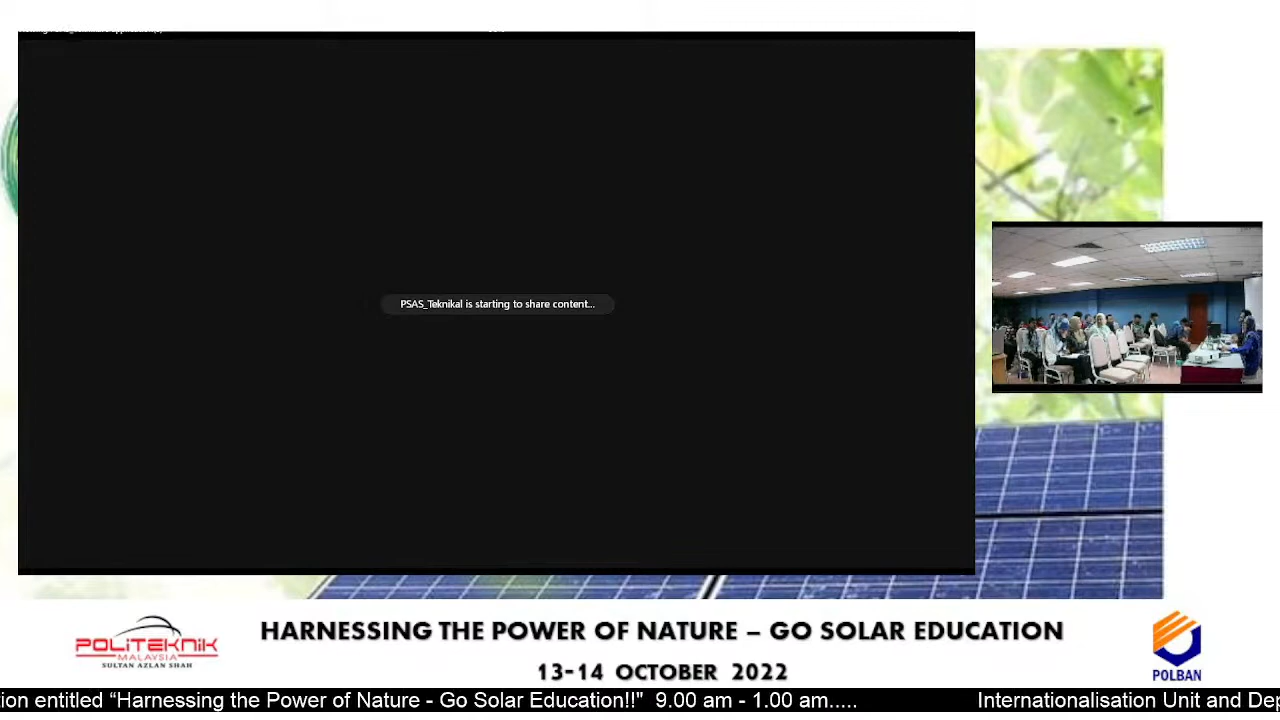 PSAS_Teknikal is starting to share content...
POLITEKNIK
MALAYSIA
SULTAN AZLAN SHAH
HARNESSING THE POWER OF NATURE – GO SOLAR EDUCATION
13-14 OCTOBER 2022
POLBAN
tion entitled “Harnessing the Power of Nature - Go Solar Education!!" 9.00 am - 1.00 am..... Internationalisation Unit and Dep